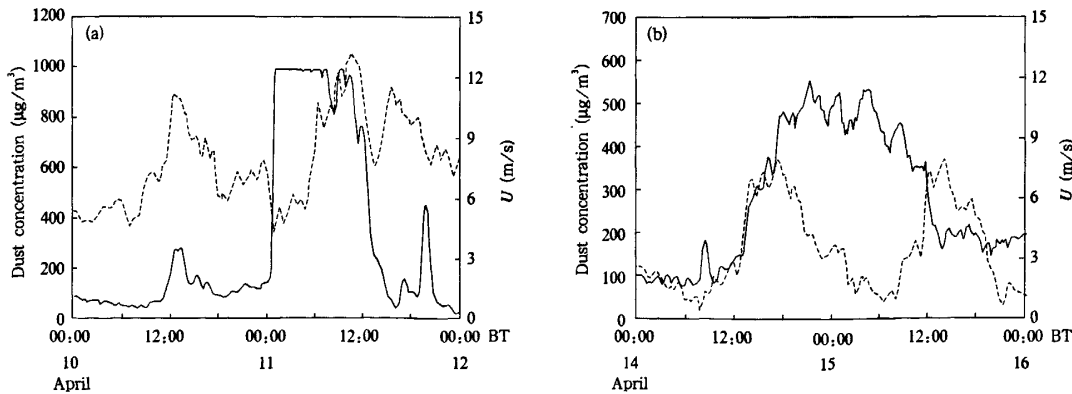 (a)
Dust concentration (μg/m³)
1200
1000
800
600
400
200
0
15
12
9
6
3
0
U (m/s)
00:00 12:00 00:00 12:00 00:00 BT
10 11 12
April
(b)
Dust concentration (μg/m³)
700
600
500
400
300
200
100
0
15
12
9
6
3
0
U (m/s)
00:00 12:00 00:00 12:00 00:00 BT
14 15 16
April